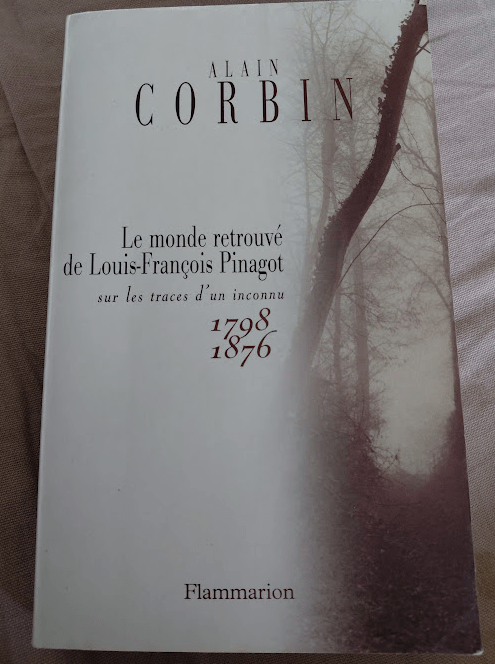 ALAIN
CORBIN
Le monde retrouvé
de Louis-François Pinagot
sur les traces d'un inconnu
1798
1876
Flammarion